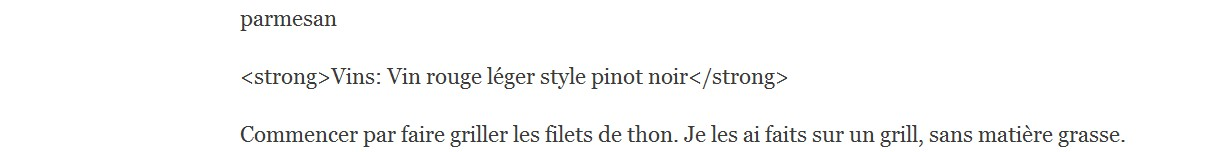 parmesan
<strong>Vins: Vin rouge léger style pinot noir</strong>
Commencer par faire griller les filets de thon. Je les ai faits sur un grill, sans matière grasse.